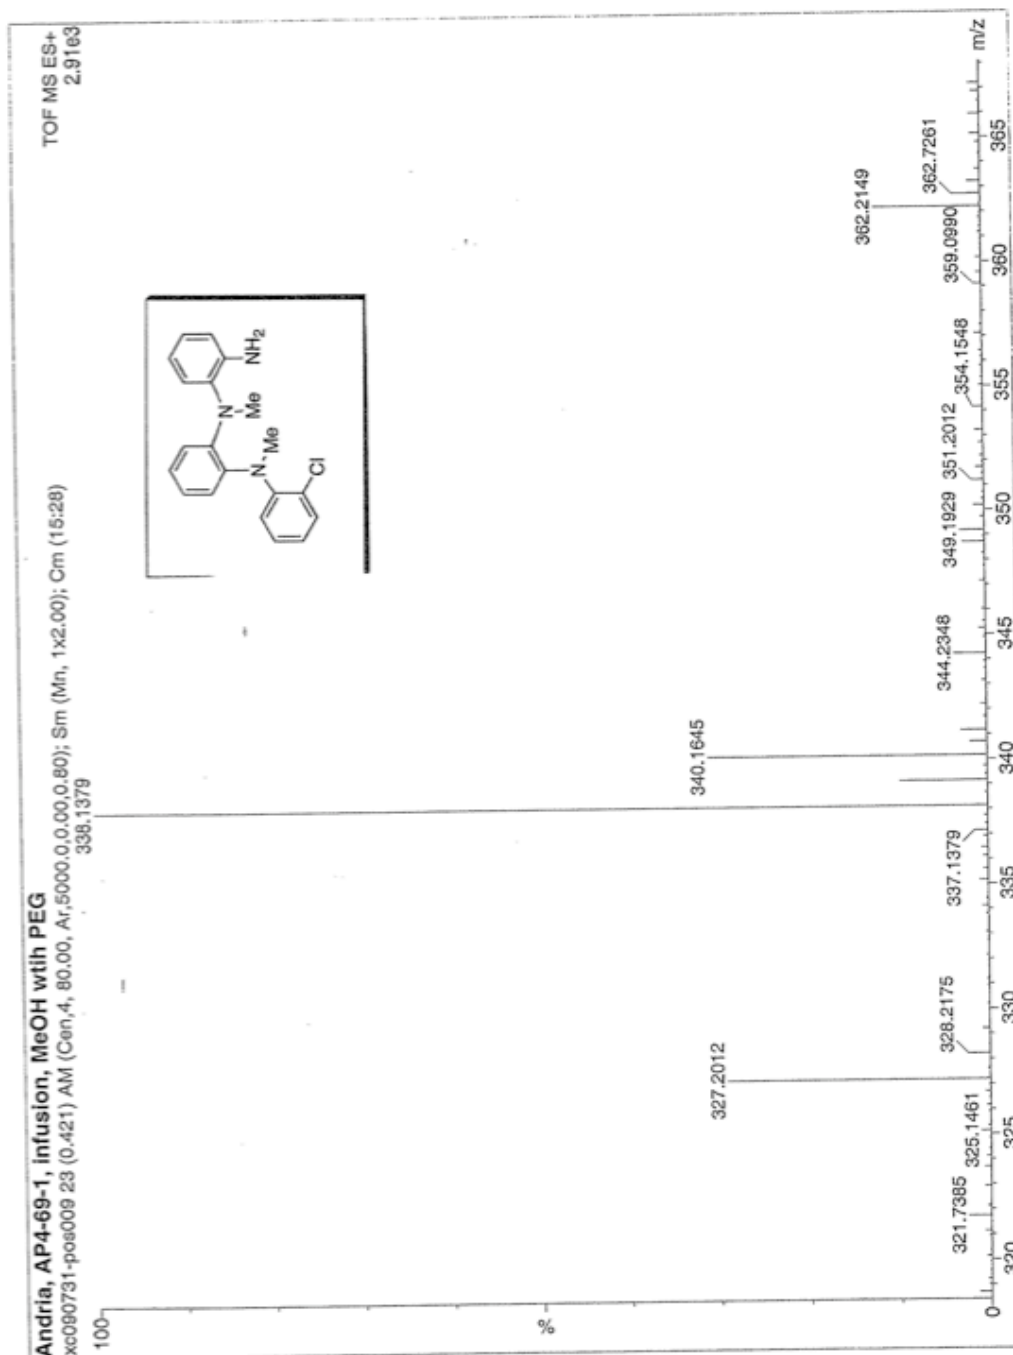 Andria, AP4-69-1, infusion, MeOH wtih PEG
xc090731-pos009 23 (0.421) AM (Cen,4, 80.00, Ar,5000.0,0.00,0.80); Sm (Mn, 1x2.00); Cm (15:28)
TOF MS ES+
2.91e3
338.1379
100
%
0
NH2
N
Me
N
Me
Cl
321.7385
325.1461
327.2012
328.2175
337.1379
340.1645
344.2348
349.1929
351.2012
354.1548
359.0990
362.2149
362.7261
320
325
330
335
340
345
350
355
360
365
m/z